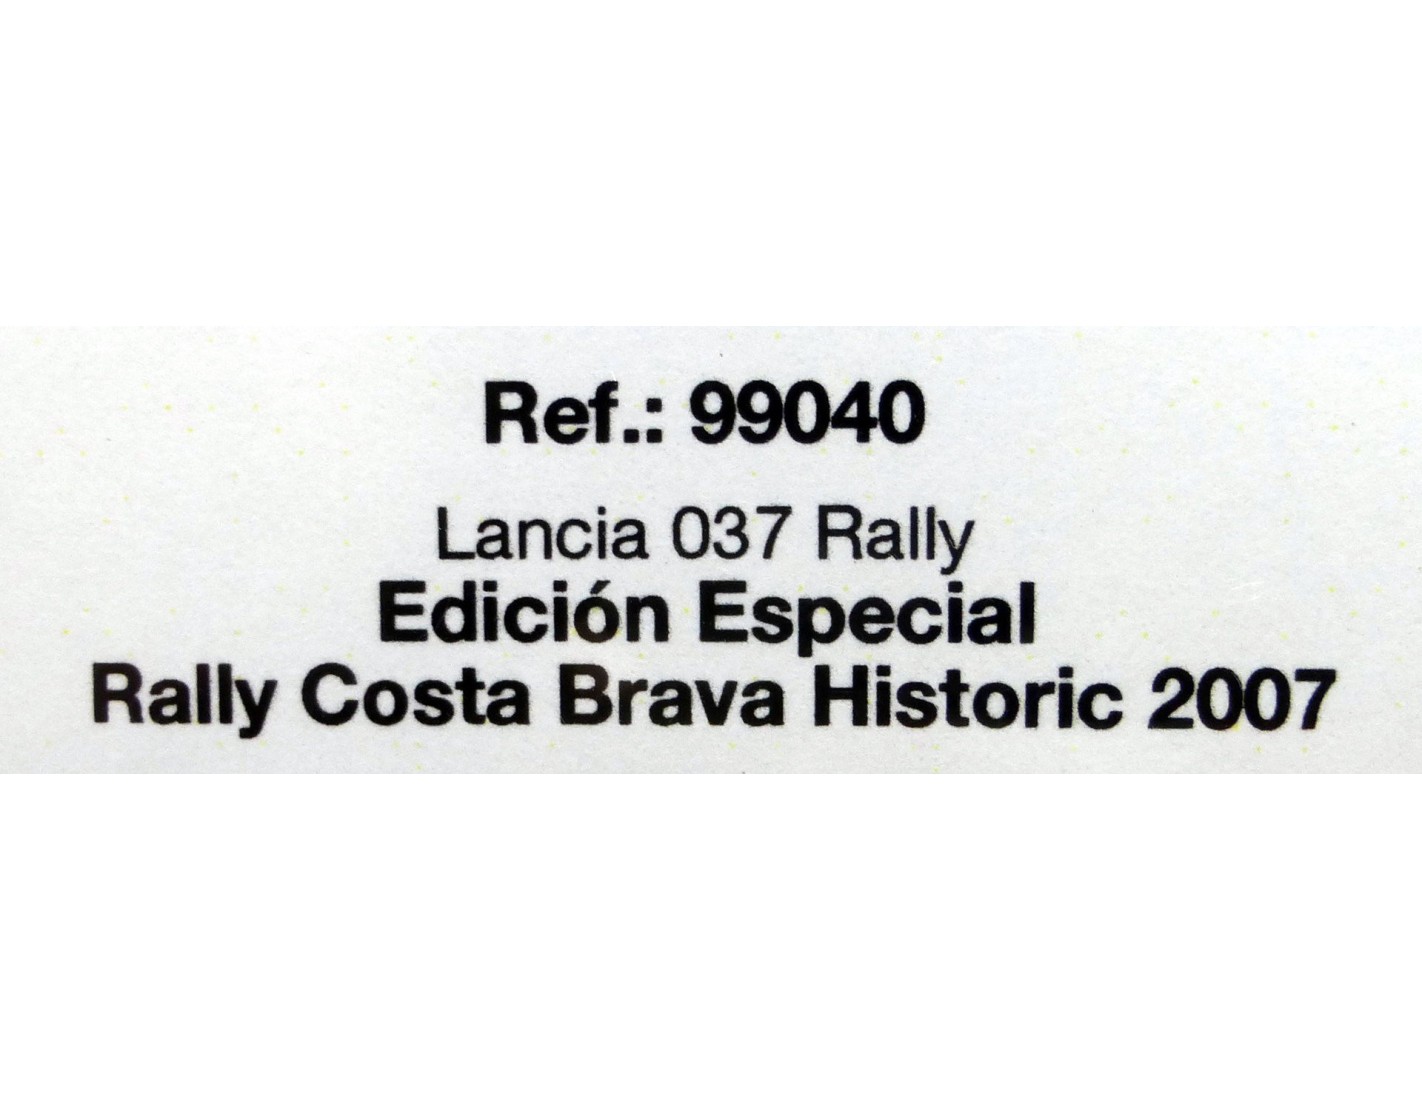 Ref.: 99040
Lancia 037 Rally
Edición Especial
Rally Costa Brava Historic 2007